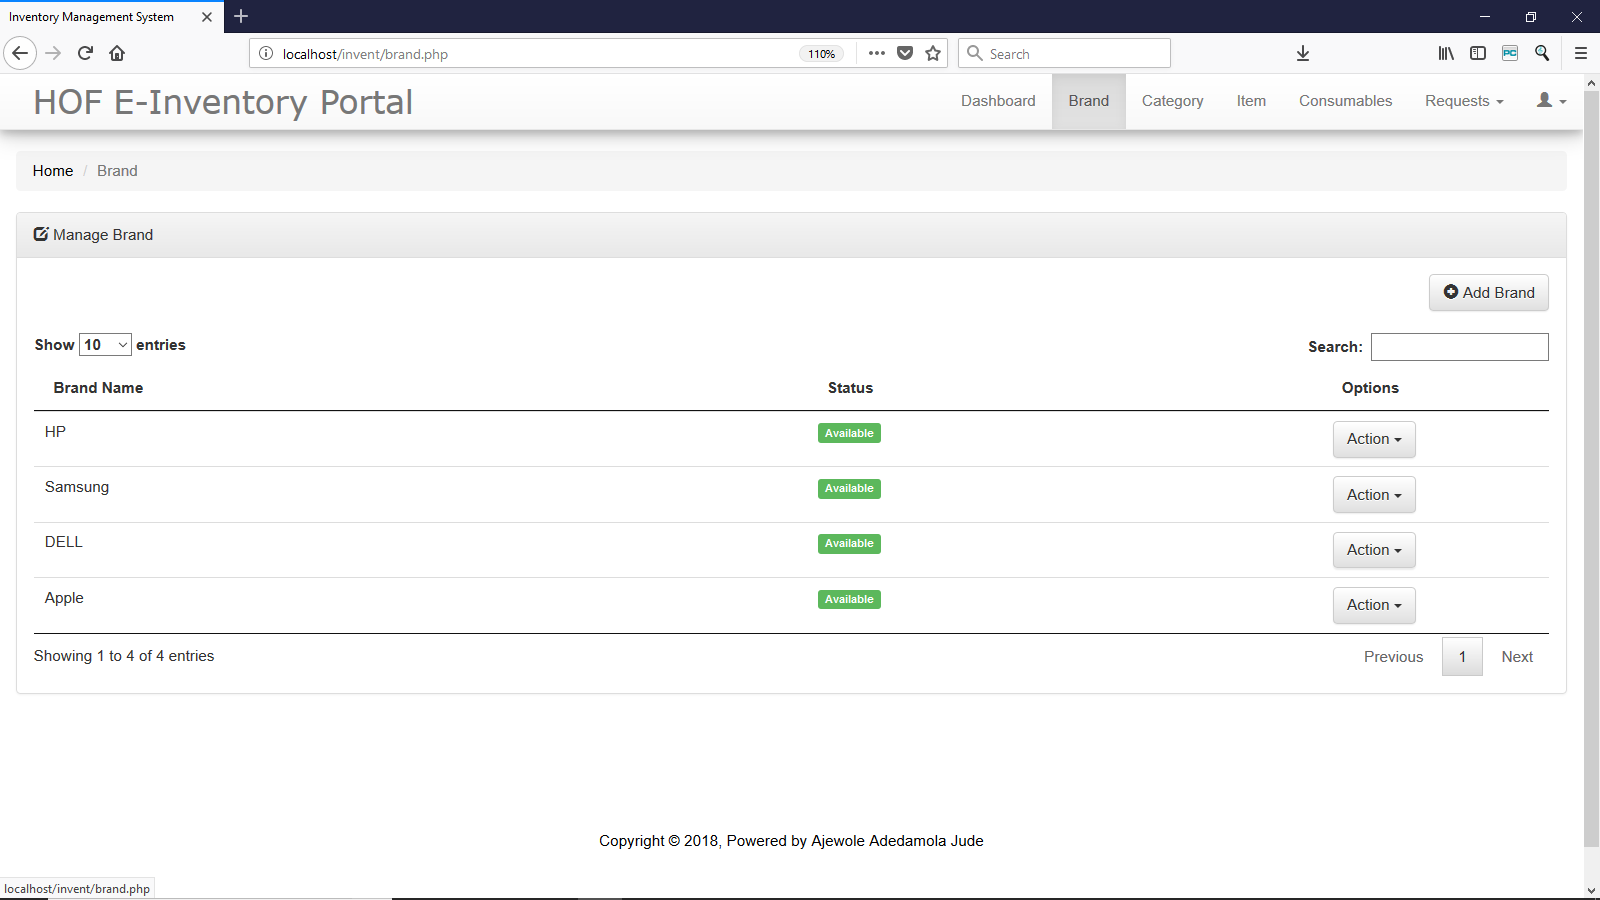 Inventory Management System
localhost/invent/brand.php
110%
Search
PC
HOF E-Inventory Portal
Dashboard Brand Category Item Consumables Requests
Home / Brand
Manage Brand
Add Brand
Show 10 entries
Search:
Brand Name Status Options
HP Available Action
Samsung Available Action
DELL Available Action
Apple Available Action
Showing 1 to 4 of 4 entries
Previous 1 Next
Copyright © 2018, Powered by Ajewole Adedamola Jude
localhost/invent/brand.php